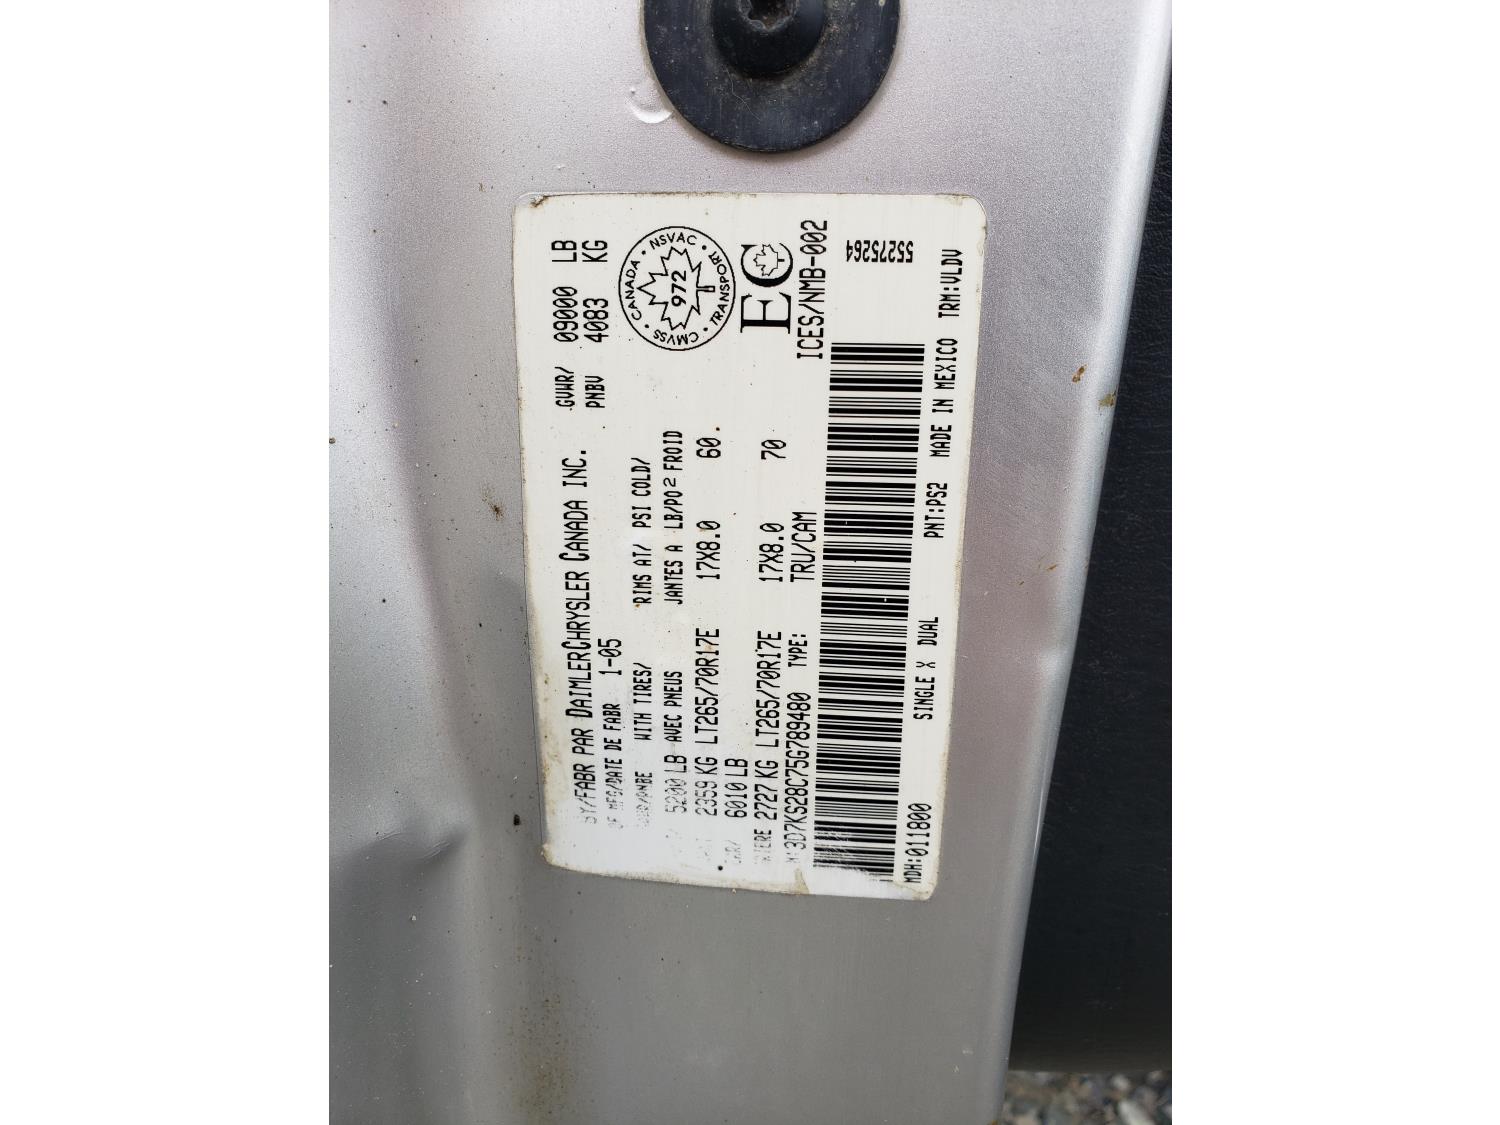 BY/FABR PAR DAIMLERCHRYSLER CANADA INC. GVWR/ 09000 LB
OF MFG/DATE DE FABR 1-05 PNBV 4083 KG
WITH TIRES/ RIMS AT/ PSI COLD/
5200 LB AVEC PNEUS JANTES A LB/PO² FROID
2359 KG LT265/70R17E 17X8.0 60
6010 LB
2727 KG LT265/70R17E 17X8.0 70
3D7KS28C75G789480 TYPE: TRU/CAM
CMVSS • CANADA • NSVAC • TRANSPORT •
972
EC
ICES/NMB-002
55275264
MDH:011800 SINGLE X DUAL PNT:PS2 MADE IN MEXICO TRM:VLDV